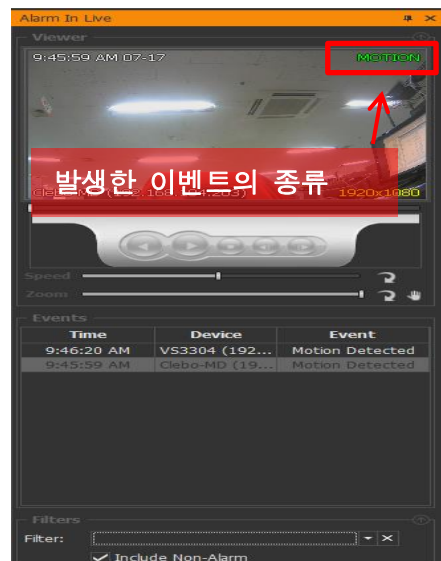 Alarm In Live
Viewer
9:45:59 AM 07-17
MOTION
발생한 이벤트의 종류
1920x1080
Speed
Zoom
Events
Time Device Event
9:46:20 AM VS3304 (192... Motion Detected
9:45:59 AM Clebo-MD (19... Motion Detected
Filters
Filter:
Include Non-Alarm